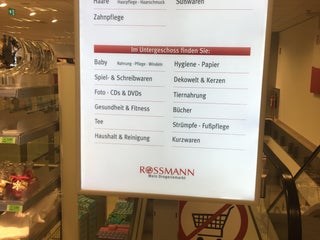 Haare Haarpflege - Haarschmuck
Süßwaren
Zahnpflege
Im Untergeschoss finden Sie:
Baby Nahrung - Pflege - Windeln
Hygiene - Papier
Spiel- & Schreibwaren
Dekowelt & Kerzen
Foto - CDs & DVDs
Tiernahrung
Gesundheit & Fitness
Bücher
Tee
Strümpfe - Fußpflege
Haushalt & Reinigung
Kurzwaren
ROSSMANN
Mein Drogeriemarkt